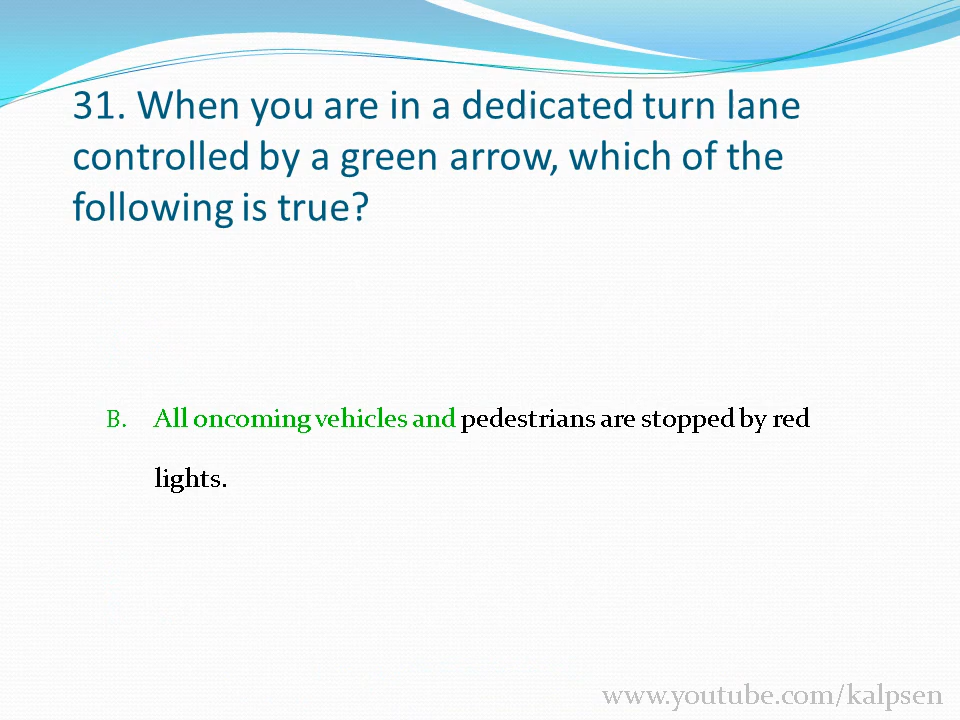 31. When you are in a dedicated turn lane
controlled by a green arrow, which of the
following is true?
B. All oncoming vehicles and pedestrians are stopped by red
lights.
www.youtube.com/kalpsen